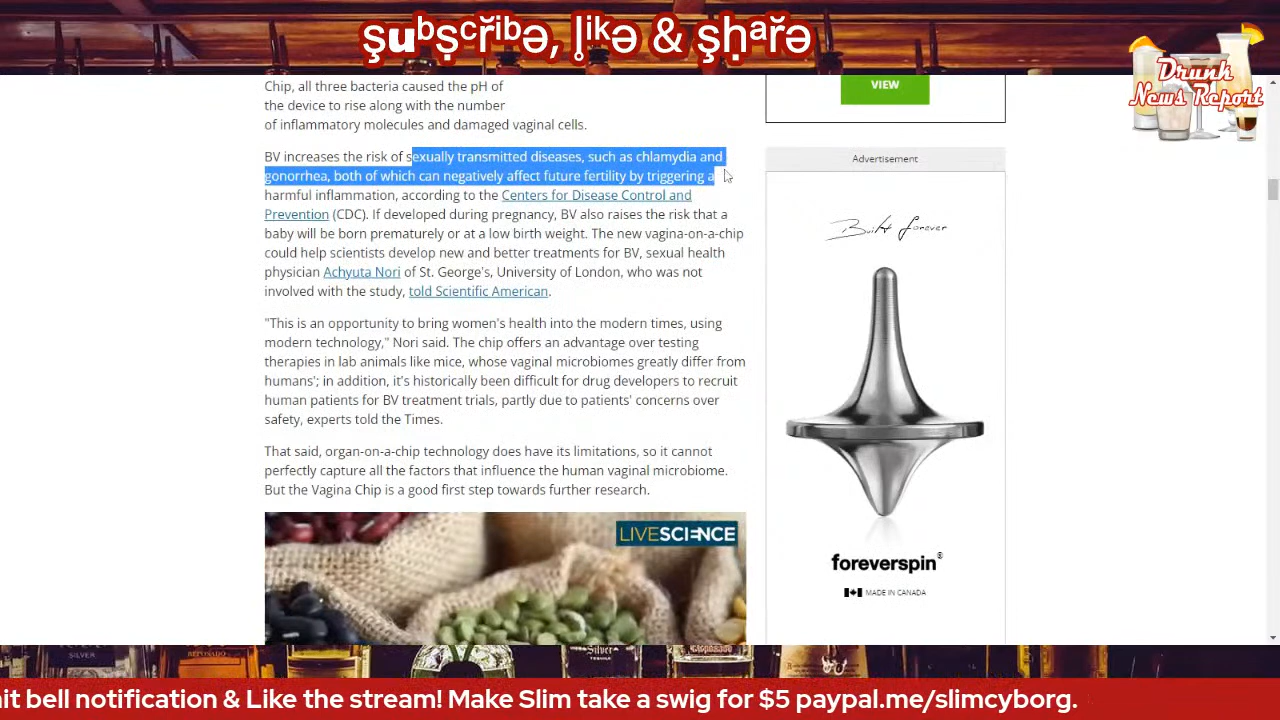 şubşcřibə, ļikə & şḥařə
Drunk
News Report
Chip, all three bacteria caused the pH of
the device to rise along with the number
of inflammatory molecules and damaged vaginal cells.
BV increases the risk of sexually transmitted diseases, such as chlamydia and
gonorrhea, both of which can negatively affect future fertility by triggering a
harmful inflammation, according to the Centers for Disease Control and
Prevention (CDC). If developed during pregnancy, BV also raises the risk that a
baby will be born prematurely or at a low birth weight. The new vagina-on-a-chip
could help scientists develop new and better treatments for BV, sexual health
physician Achyuta Nori of St. George's, University of London, who was not
involved with the study, told Scientific American.
"This is an opportunity to bring women's health into the modern times, using
modern technology," Nori said. The chip offers an advantage over testing
therapies in lab animals like mice, whose vaginal microbiomes greatly differ from
humans'; in addition, it's historically been difficult for drug developers to recruit
human patients for BV treatment trials, partly due to patients' concerns over
safety, experts told the Times.
That said, organ-on-a-chip technology does have its limitations, so it cannot
perfectly capture all the factors that influence the human vaginal microbiome.
But the Vagina Chip is a good first step towards further research.
LIVESCIENCE
VIEW
Advertisement
Built forever
foreverspin®
MADE IN CANADA
SILVER
REPOSADO
Silver
TEQUILA
it bell notification & Like the stream! Make Slim take a swig for $5 paypal.me/slimcyborg.